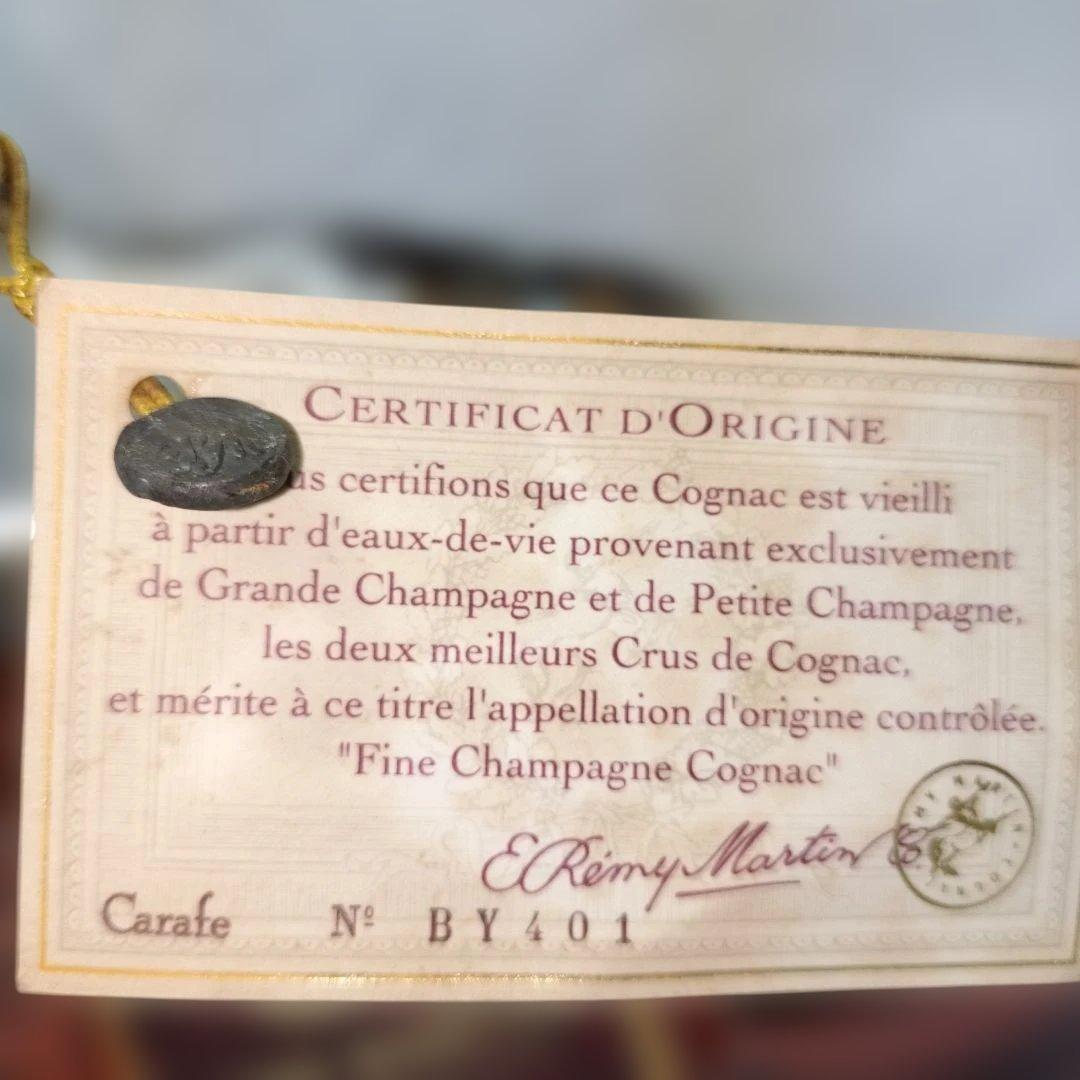 CERTIFICAT D'ORIGINE
us certifions que ce Cognac est vieilli
à partir d'eaux-de-vie provenant exclusivement
de Grande Champagne et de Petite Champagne,
les deux meilleurs Crus de Cognac,
et mérite à ce titre l'appellation d'origine contrôlée.
"Fine Champagne Cognac"
E Rémy Martin &
Carafe Nº BY401